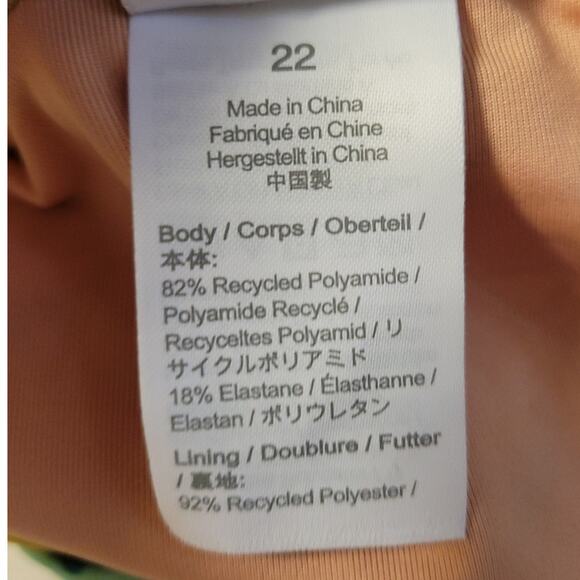 22
Made in China
Fabriqué en Chine
Hergestellt in China
中国製
Body / Corps / Oberteil /
本体:
82% Recycled Polyamide /
Polyamide Recyclé /
Recyceltes Polyamid / リ
サイクルポリアミド
18% Elastane / Élasthanne /
Elastan / ポリウレタン
Lining / Doublure / Futter
/ 裏地:
92% Recycled Polyester /